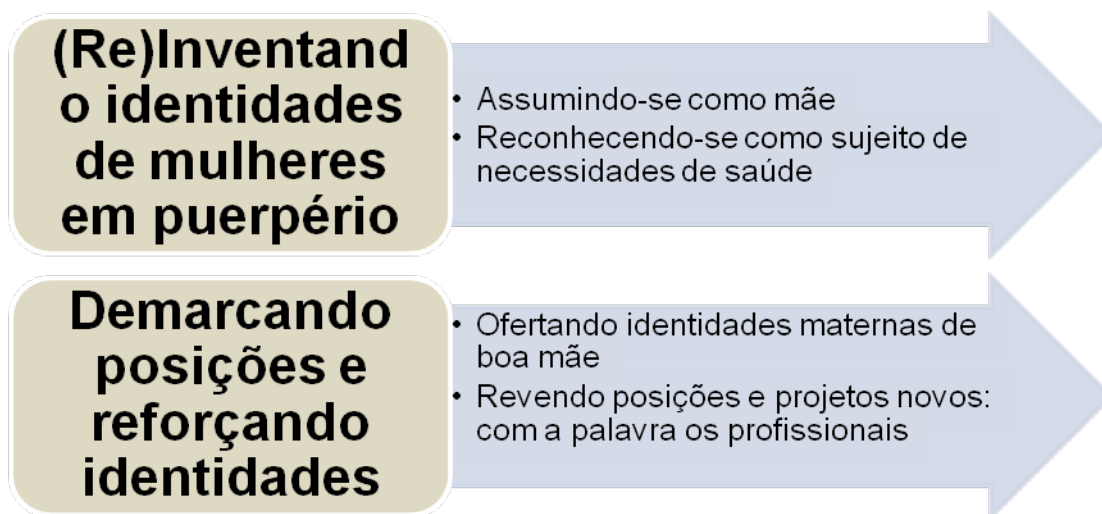 (Re)Inventand
o identidades
de mulheres
em puerpério
• Assumindo-se como mãe
• Reconhecendo-se como sujeito de
necessidades de saúde
Demarcando
posições e
reforçando
identidades
• Ofertando identidades maternas de
boa mãe
• Revendo posições e projetos novos:
com a palavra os profissionais